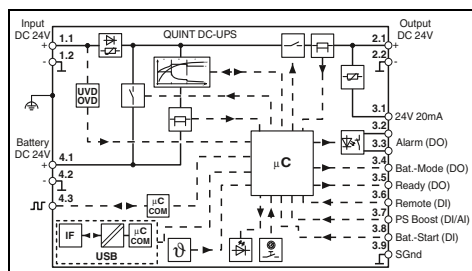 Input
DC 24V
QUINT DC-UPS
Output
DC 24V
+ 1.1
- 1.2
2.1 +
2.2 -
UVD
OVD
3.1
24V 20mA
3.2
Alarm (DO)
3.3
Battery
DC 24V
+ 4.1
- 4.2
4.3
µC
µC
COM
3.4
Bat.-Mode (DO)
3.5
Ready (DO)
3.6
Remote (DI)
3.7
PS Boost (DI/AI)
3.8
Bat.-Start (DI)
3.9
SGnd
IF
µC
COM
USB
ϑ